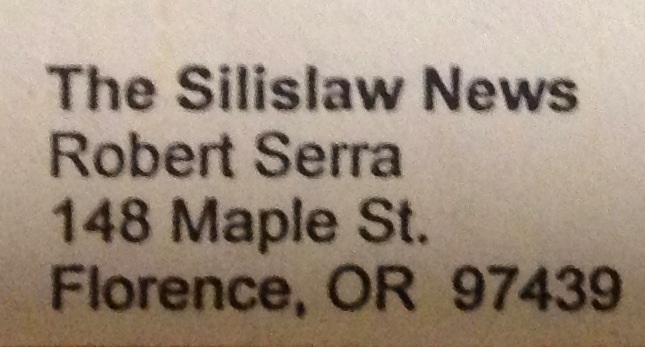 The Silislaw News
Robert Serra
148 Maple St.
Florence, OR 97439